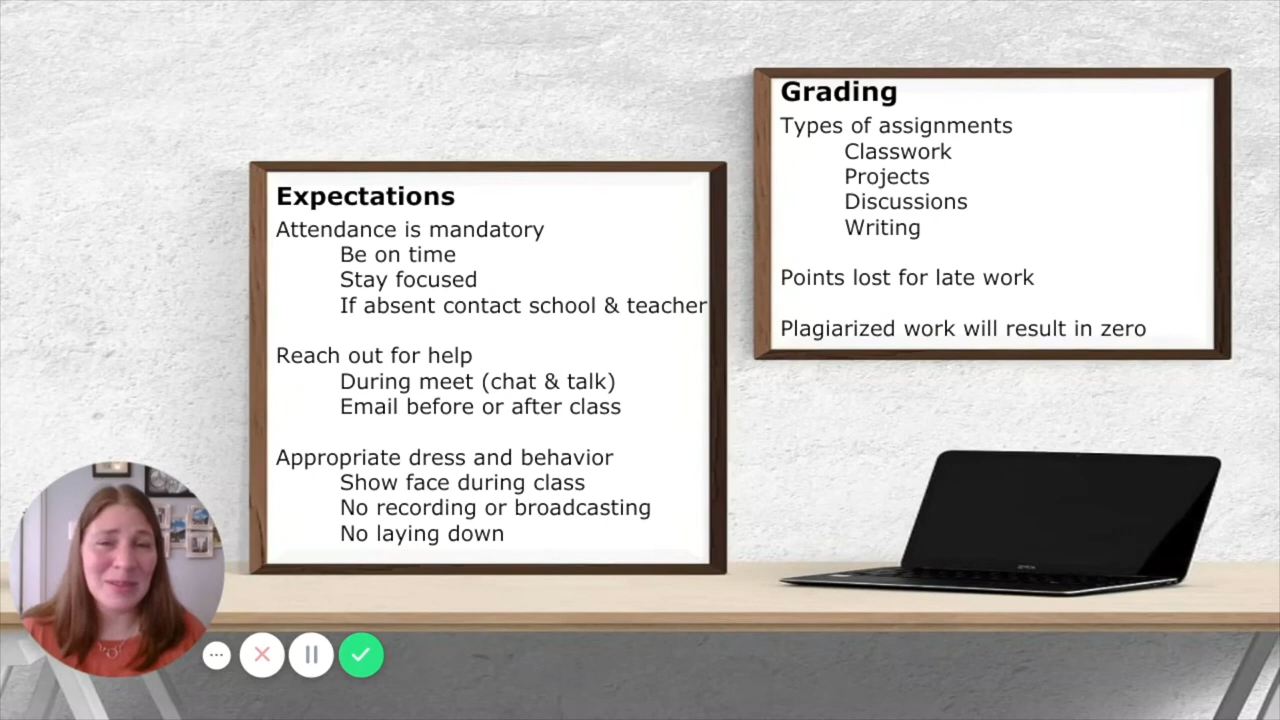 Expectations
Attendance is mandatory
Be on time
Stay focused
If absent contact school & teacher
Reach out for help
During meet (chat & talk)
Email before or after class
Appropriate dress and behavior
Show face during class
No recording or broadcasting
No laying down
Grading
Types of assignments
Classwork
Projects
Discussions
Writing
Points lost for late work
Plagiarized work will result in zero